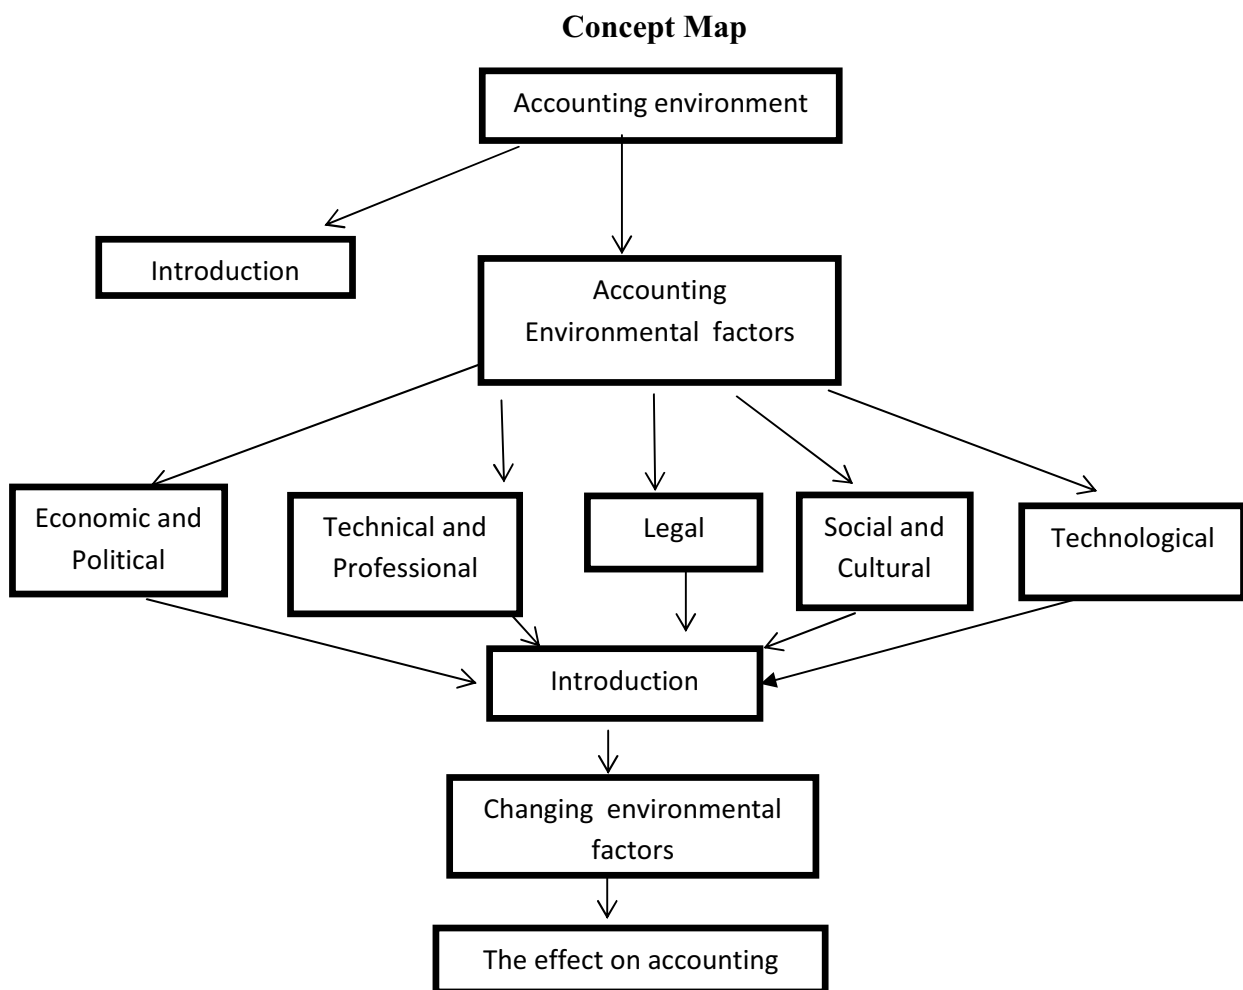 Concept Map
Accounting environment
Introduction
Accounting
Environmental factors
Economic and
Political
Technical and
Professional
Legal
Social and
Cultural
Technological
Introduction
Changing environmental
factors
The effect on accounting